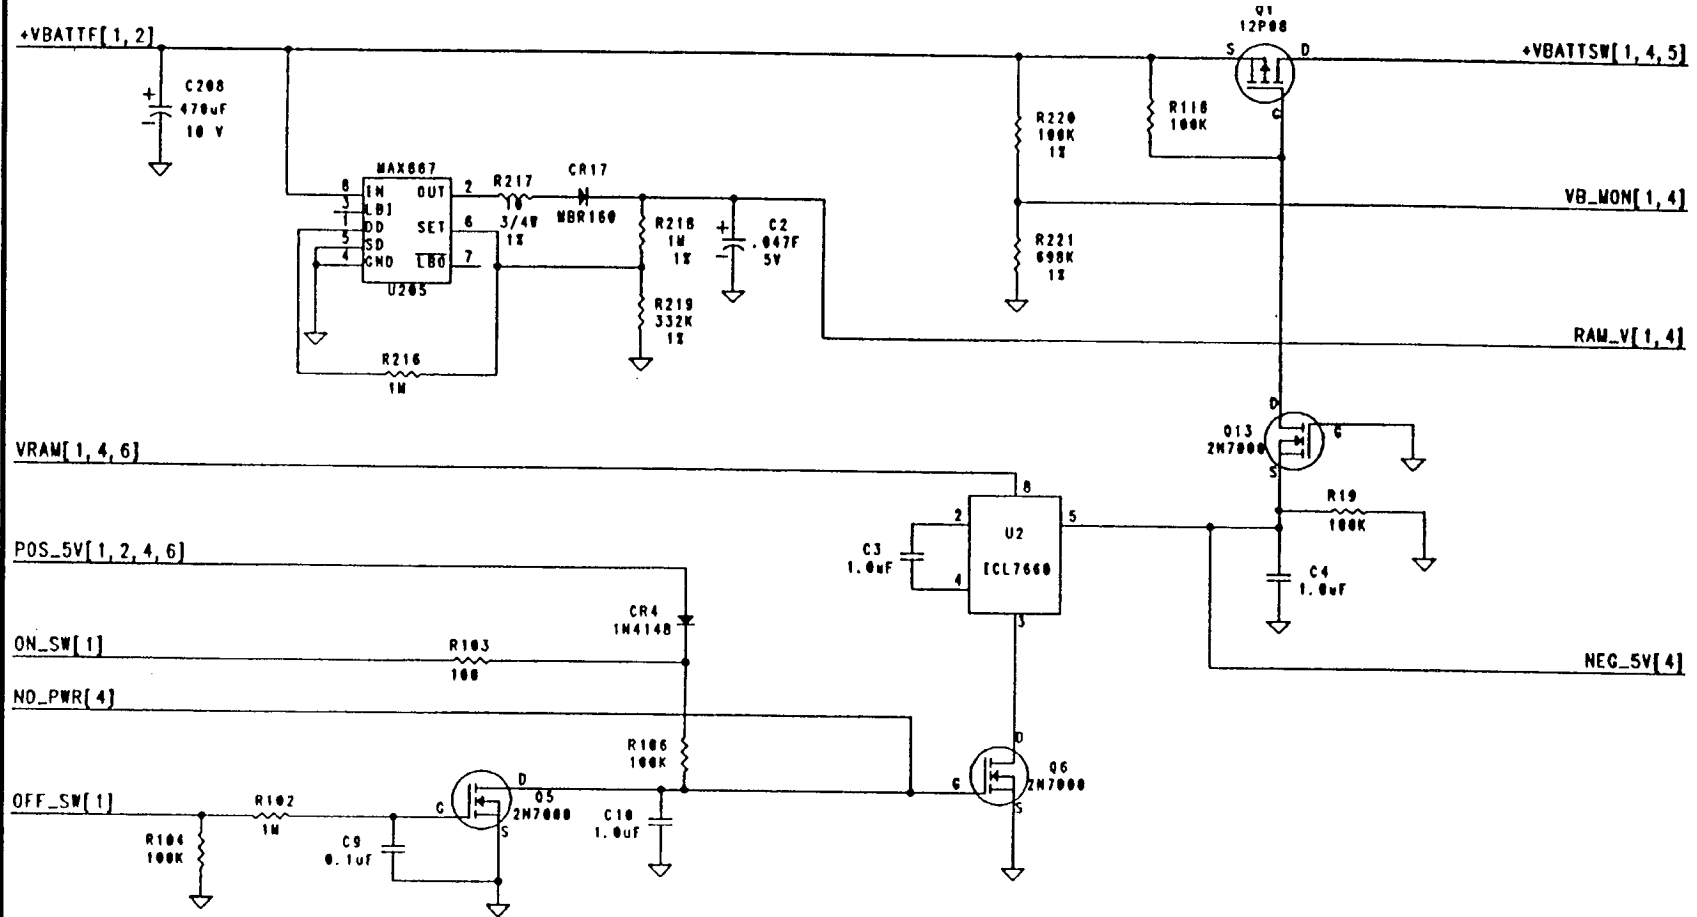 Q1
12P08
+VBATTF[1,2]
S
D
+VBATTSW[1,4,5]
C208
470uF
10 V
+
-
R220
100K
1%
R116
100K
G
MAX667
8
IN
OUT
2
3
LBI
1
DD
SET
6
5
SD
4
GND
LBO
7
U205
R217
10
3/4W
1%
CR17
MBR160
R218
1M
1%
+
-
C2
.047F
5V
VB_MON[1,4]
R221
698K
1%
R219
332K
1%
RAM_V[1,4]
R216
1M
D
Q13
2N7000
G
S
VRAM[1,4,6]
8
2
U2
5
R19
100K
C3
1.0uF
ICL7660
4
3
C4
1.0uF
POS_5V[1,2,4,6]
CR4
1N4148
ON_SW[1]
R103
100
NEG_5V[4]
NO_PWR[4]
R106
100K
D
Q6
2N7000
G
S
OFF_SW[1]
R102
1M
R104
100K
C9
0.1uF
G
D
Q5
2N7000
S
C10
1.0uF